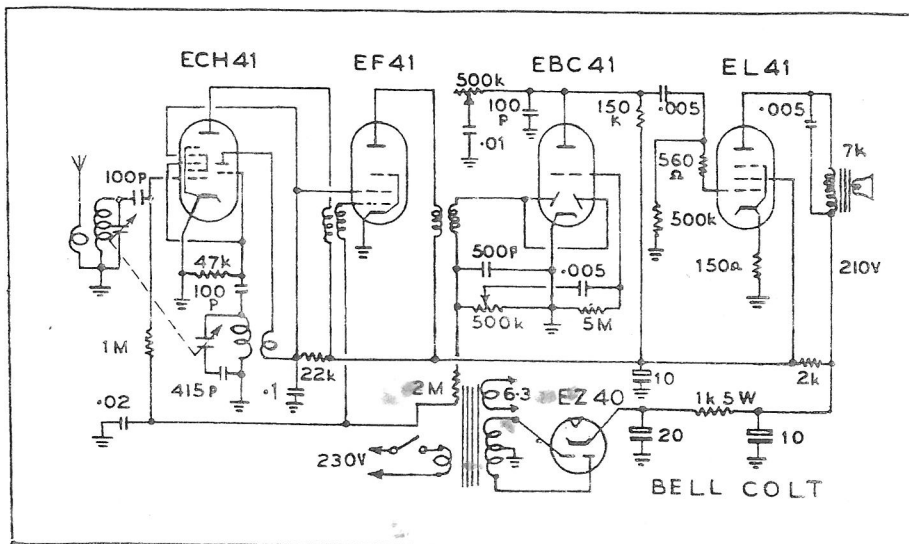 ECH41
EF41
EBC41
EL41
500k
100
p
.01
150
k
.005
.005
7k
100p
560
Ω
500k
47k
100
p
500p
.005
150Ω
210V
500k
5M
1M
415p
.1
22k
2M
10
2k
.02
6.3
EZ40
1k 5W
20
10
230V
BELL COLT